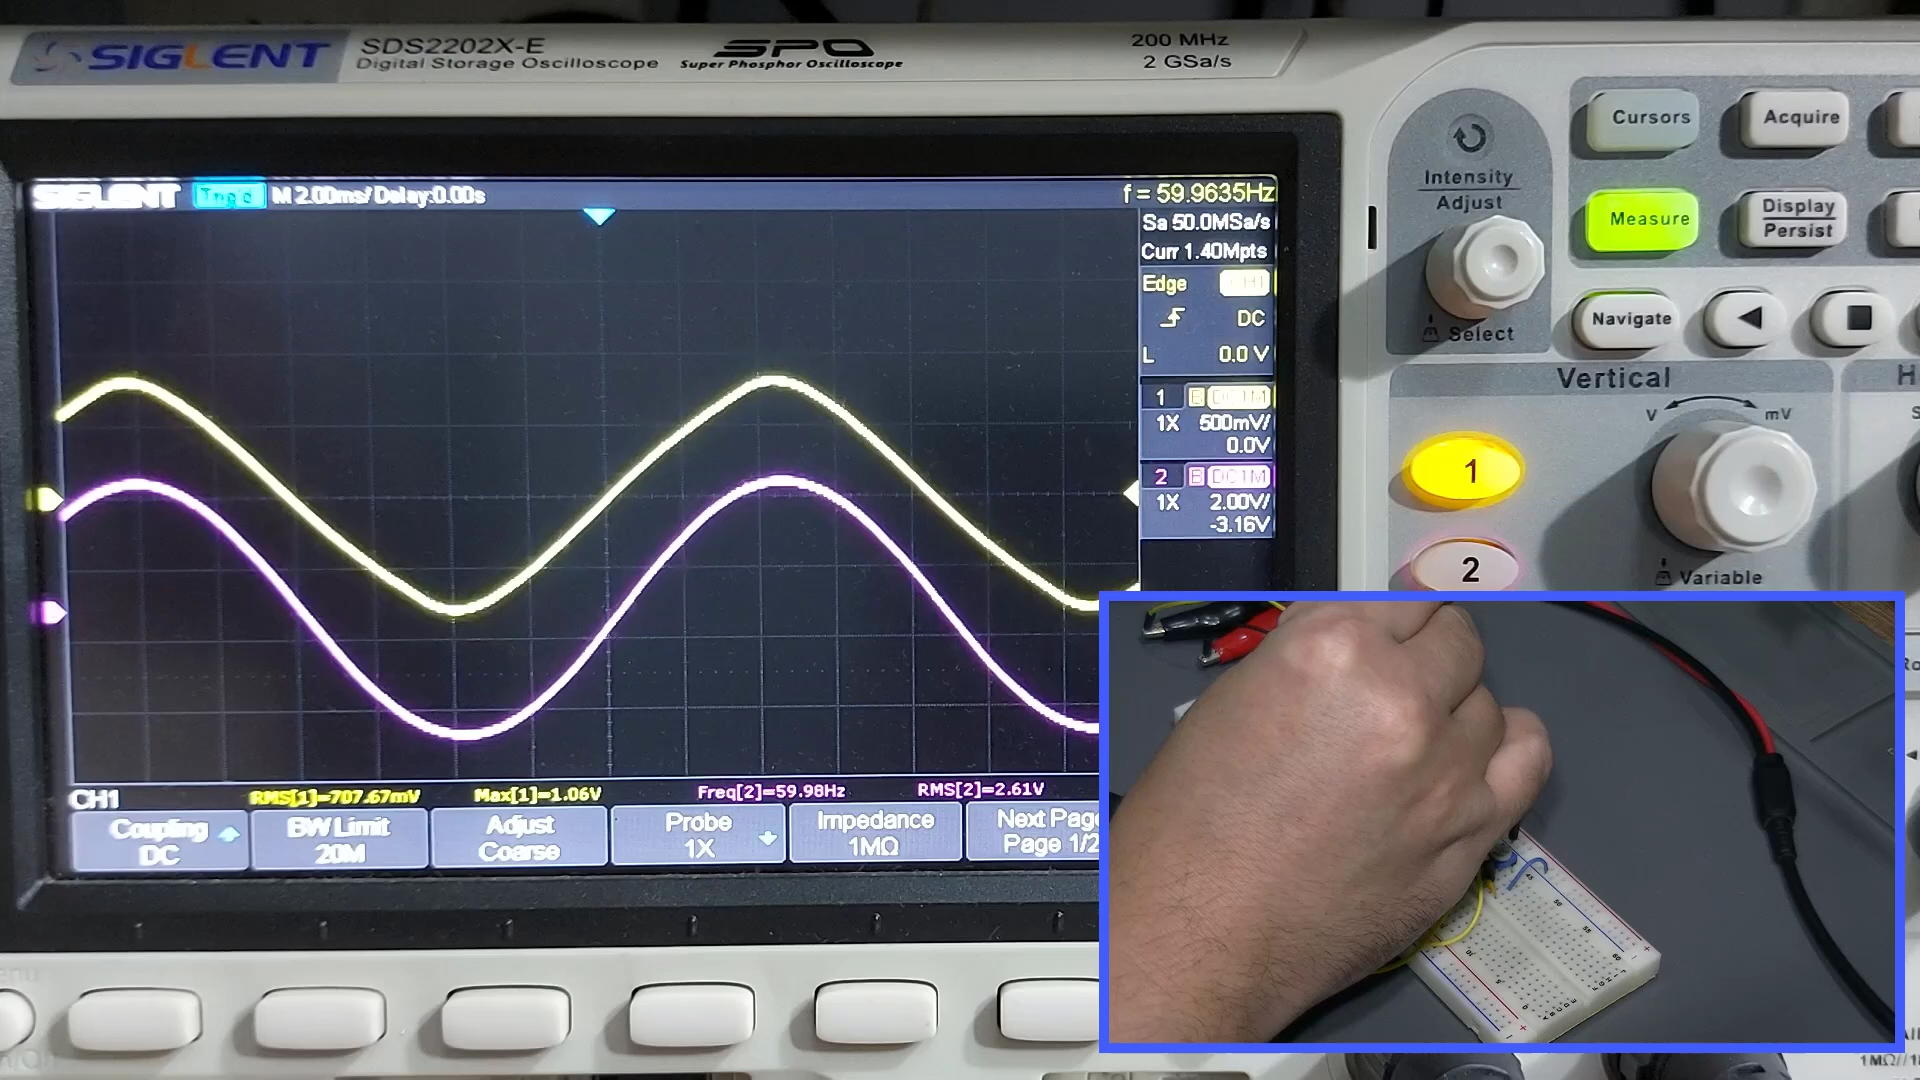 SIGLENT SDS2202X-E
Digital Storage Oscilloscope
SPO
Super Phosphor Oscilloscope
200 MHz
2 GSa/s
SIGLENT Trig'd M 2.00ms/ Delay:0.00s
f = 59.9635Hz
Sa 50.0MSa/s
Curr 1.40Mpts
Edge CH1
DC
L 0.0 V
1 B DC1M
1X 500mV/
0.0V
2 B DC1M
1X 2.00V/
-3.16V
CH1
RMS[1]=707.67mV
Max[1]=1.06V
Freq[2]=59.98Hz
RMS[2]=2.61V
Coupling
DC
BW Limit
20M
Adjust
Coarse
Probe
1X
Impedance
1MΩ
Next Page
Page 1/2
Intensity
Adjust
Select
Cursors
Acquire
Measure
Display
Persist
Navigate
Vertical
V mV
1
Variable
2